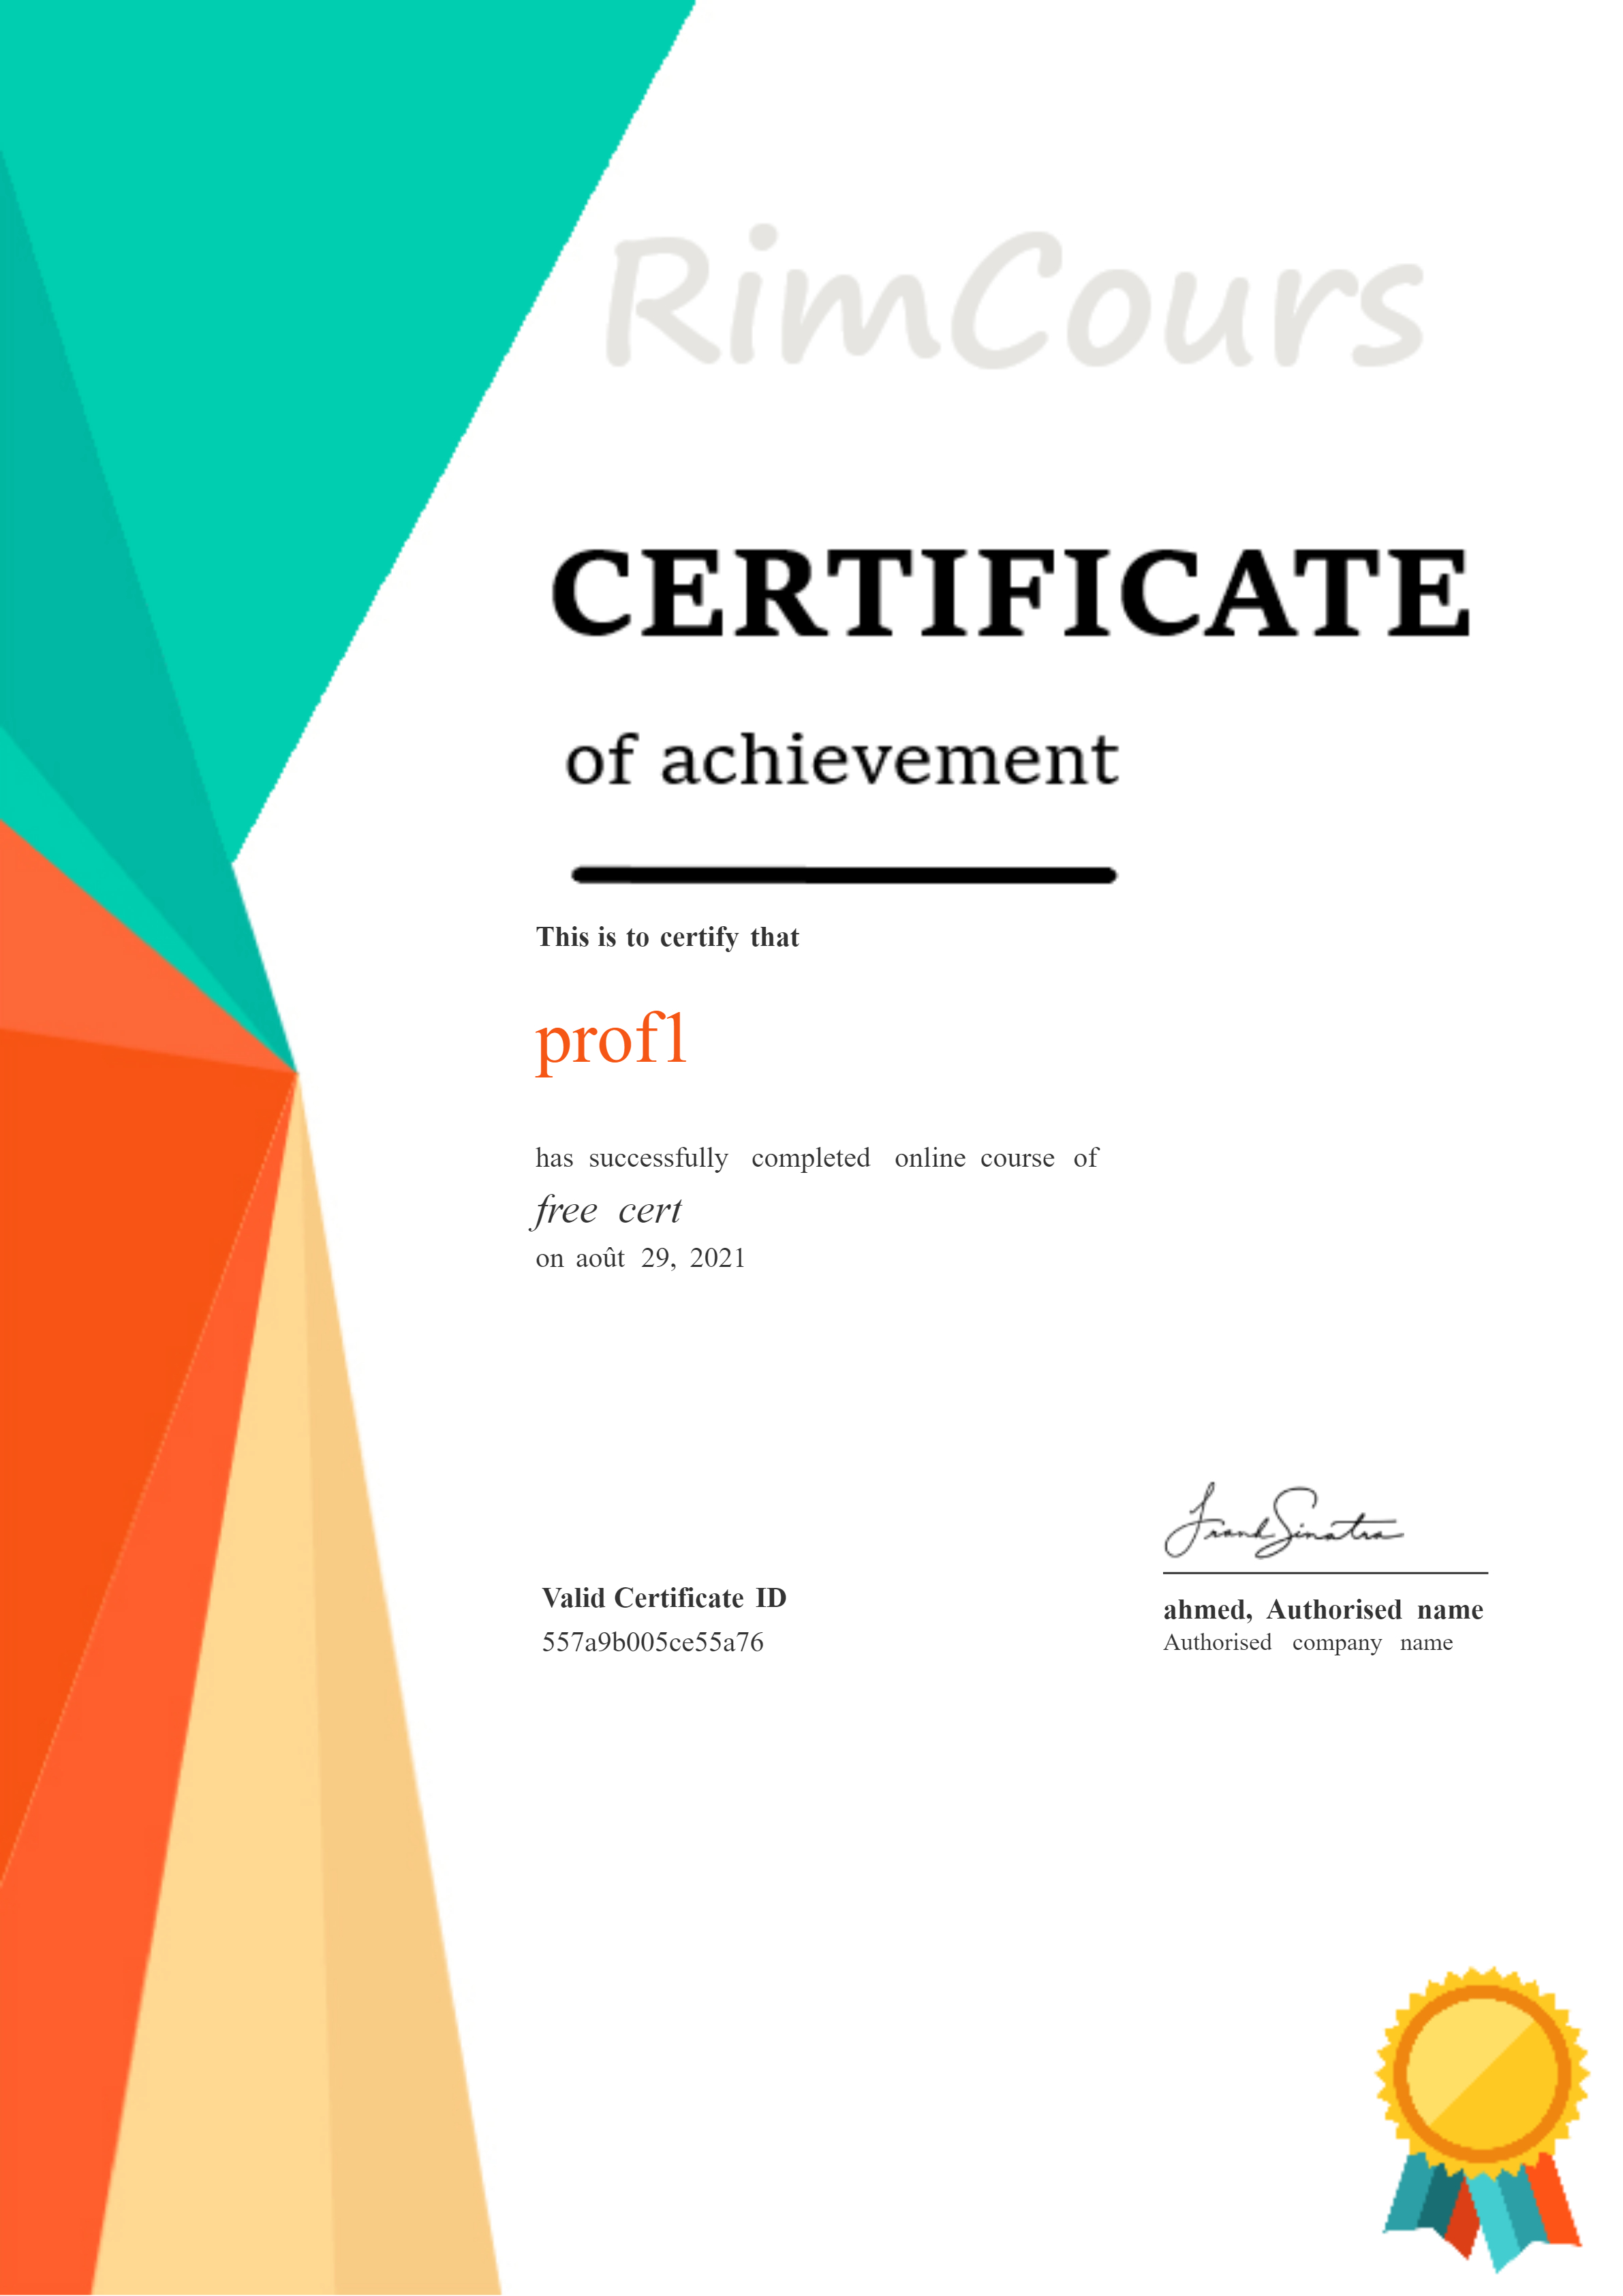 RimCours
CERTIFICATE
of achievement
This is to certify that
prof1
has successfully completed online course of
free cert
on août 29, 2021
Frank Sinatra
Valid Certificate ID
557a9b005ce55a76
ahmed, Authorised name
Authorised company name